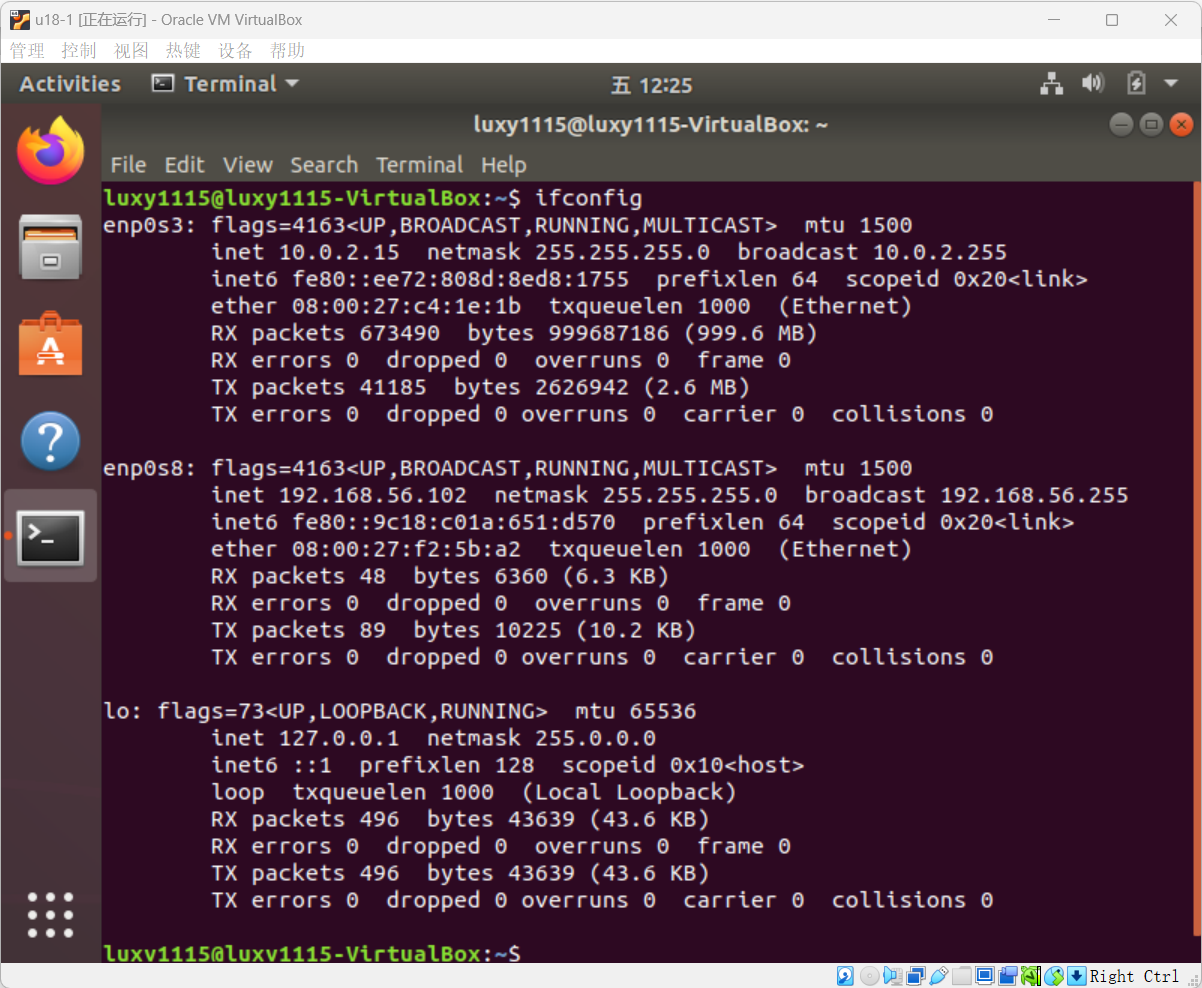 u18-1 [正在运行] - Oracle VM VirtualBox
管理 控制 视图 热键 设备 帮助
Activities Terminal 五 12:25
luxy1115@luxy1115-VirtualBox: ~
File Edit View Search Terminal Help
luxy1115@luxy1115-VirtualBox:~$ ifconfig
enp0s3: flags=4163<UP,BROADCAST,RUNNING,MULTICAST>  mtu 1500
        inet 10.0.2.15  netmask 255.255.255.0  broadcast 10.0.2.255
        inet6 fe80::ee72:808d:8ed8:1755  prefixlen 64  scopeid 0x20<link>
        ether 08:00:27:c4:1e:1b  txqueuelen 1000  (Ethernet)
        RX packets 673490  bytes 999687186 (999.6 MB)
        RX errors 0  dropped 0  overruns 0  frame 0
        TX packets 41185  bytes 2626942 (2.6 MB)
        TX errors 0  dropped 0 overruns 0  carrier 0  collisions 0
enp0s8: flags=4163<UP,BROADCAST,RUNNING,MULTICAST>  mtu 1500
        inet 192.168.56.102  netmask 255.255.255.0  broadcast 192.168.56.255
        inet6 fe80::9c18:c01a:651:d570  prefixlen 64  scopeid 0x20<link>
        ether 08:00:27:f2:5b:a2  txqueuelen 1000  (Ethernet)
        RX packets 48  bytes 6360 (6.3 KB)
        RX errors 0  dropped 0  overruns 0  frame 0
        TX packets 89  bytes 10225 (10.2 KB)
        TX errors 0  dropped 0 overruns 0  carrier 0  collisions 0
lo: flags=73<UP,LOOPBACK,RUNNING>  mtu 65536
        inet 127.0.0.1  netmask 255.0.0.0
        inet6 ::1  prefixlen 128  scopeid 0x10<host>
        loop  txqueuelen 1000  (Local Loopback)
        RX packets 496  bytes 43639 (43.6 KB)
        RX errors 0  dropped 0  overruns 0  frame 0
        TX packets 496  bytes 43639 (43.6 KB)
        TX errors 0  dropped 0 overruns 0  carrier 0  collisions 0
luxy1115@luxy1115-VirtualBox:~$
Right Ctrl